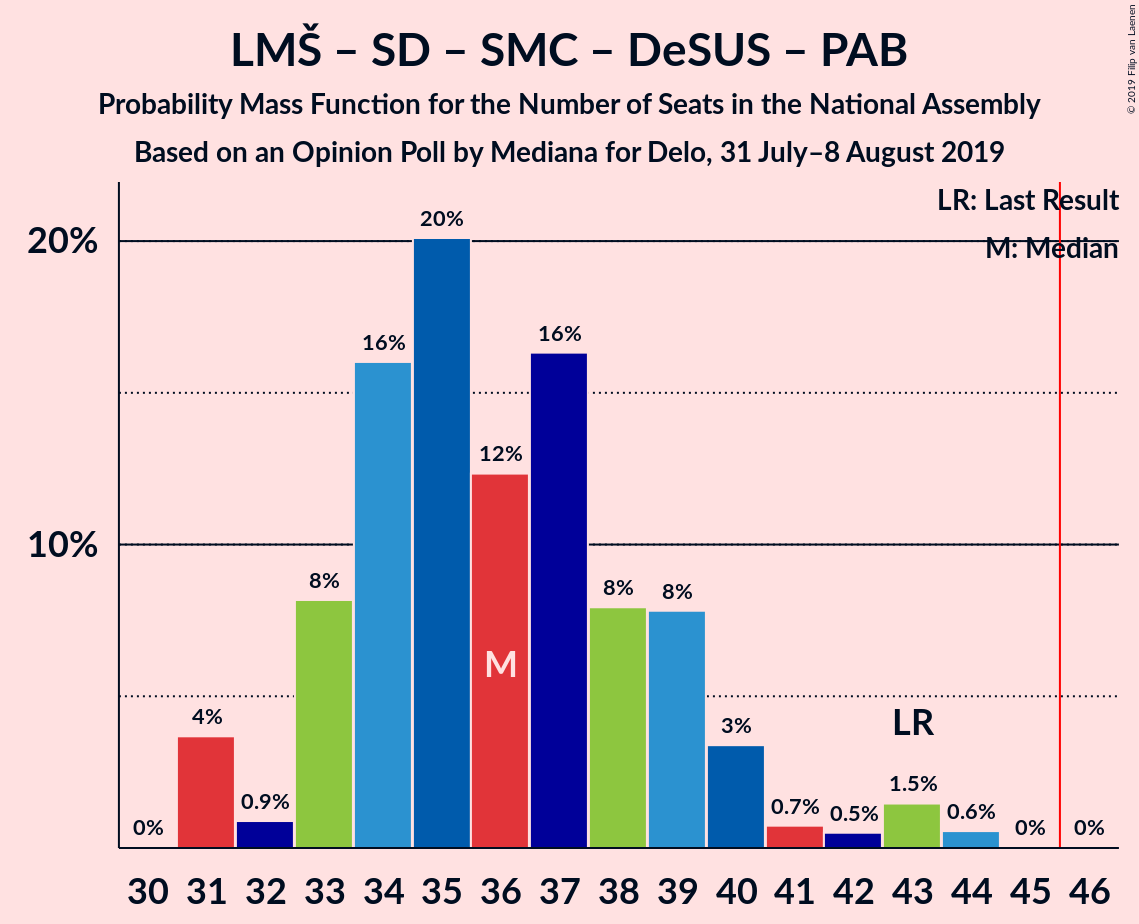 LMŠ – SD – SMC – DeSUS – PAB
Probability Mass Function for the Number of Seats in the National Assembly
Based on an Opinion Poll by Mediana for Delo, 31 July–8 August 2019
© 2019 Filip van Laenen
LR: Last Result
M: Median
20%
10%
0%
4%
0.9%
8%
16%
20%
12%
16%
8%
8%
3%
0.7%
0.5%
1.5%
0.6%
0%
0%
M
LR
30 31 32 33 34 35 36 37 38 39 40 41 42 43 44 45 46